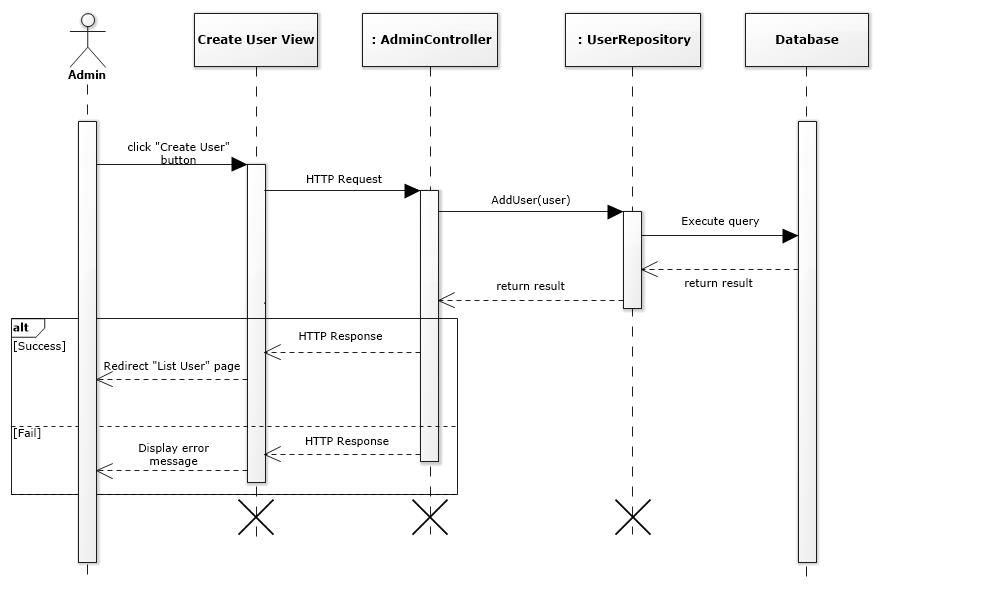 Create User View
: AdminController
: UserRepository
Database
Admin
click "Create User"
button
HTTP Request
AddUser(user)
Execute query
return result
return result
alt
[Success]
HTTP Response
Redirect "List User" page
[Fail]
HTTP Response
Display error
message